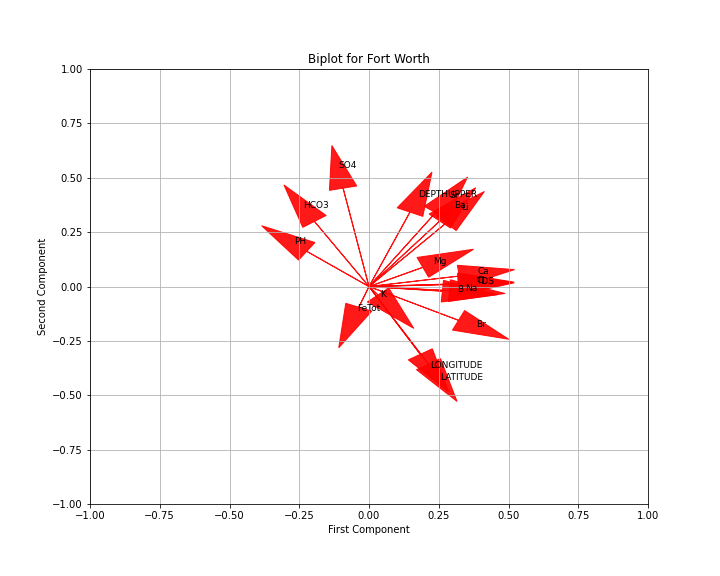 Biplot for Fort Worth
1.00
0.75
0.50
0.25
0.00
−0.25
−0.50
−0.75
−1.00
Second Component
SO4
DEPTHUPPER
HCO3
PH
Mg
Ca
B Na
K
FeTot
Br
LONGITUDE
LATITUDE
−1.00 −0.75 −0.50 −0.25 0.00 0.25 0.50 0.75 1.00
First Component